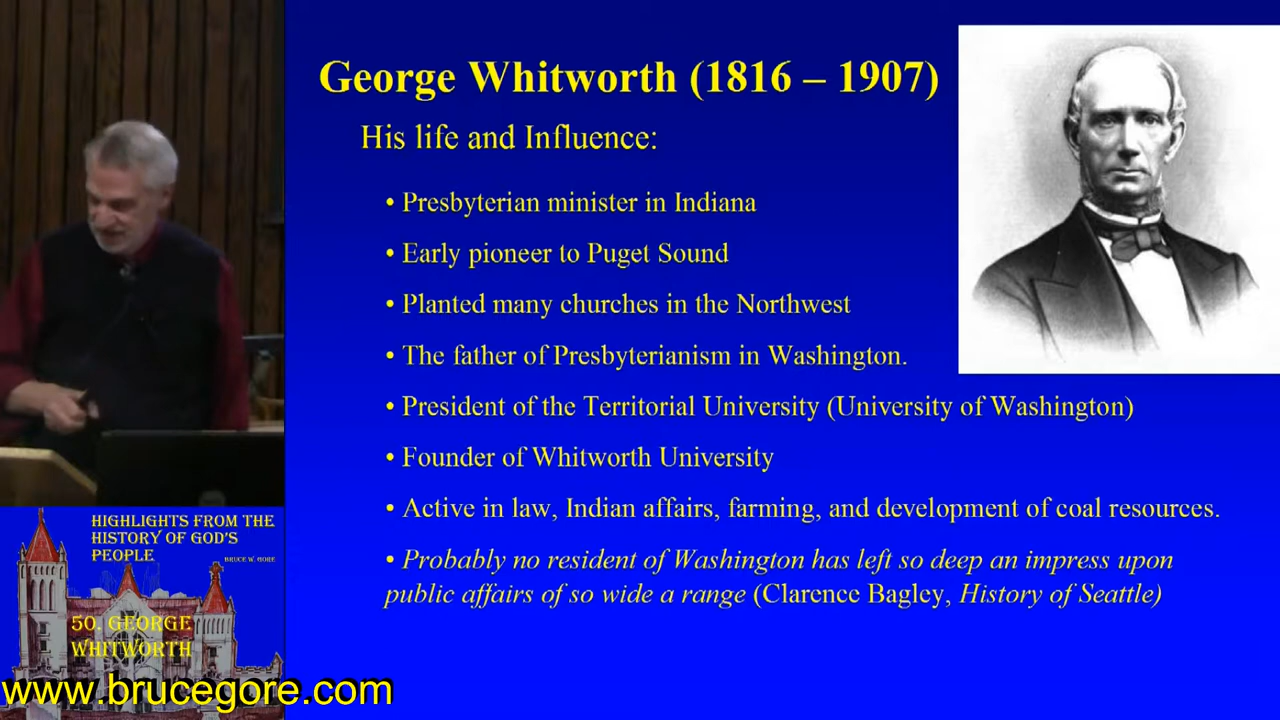 George Whitworth (1816 – 1907)
His life and Influence:
• Presbyterian minister in Indiana
• Early pioneer to Puget Sound
• Planted many churches in the Northwest
• The father of Presbyterianism in Washington.
• President of the Territorial University (University of Washington)
• Founder of Whitworth University
• Active in law, Indian affairs, farming, and development of coal resources.
• Probably no resident of Washington has left so deep an impress upon
public affairs of so wide a range (Clarence Bagley, History of Seattle)
HIGHLIGHTS FROM THE
HISTORY OF GOD'S
PEOPLE
BRUCE W. GORE
50. GEORGE
WHITWORTH
www.brucegore.com